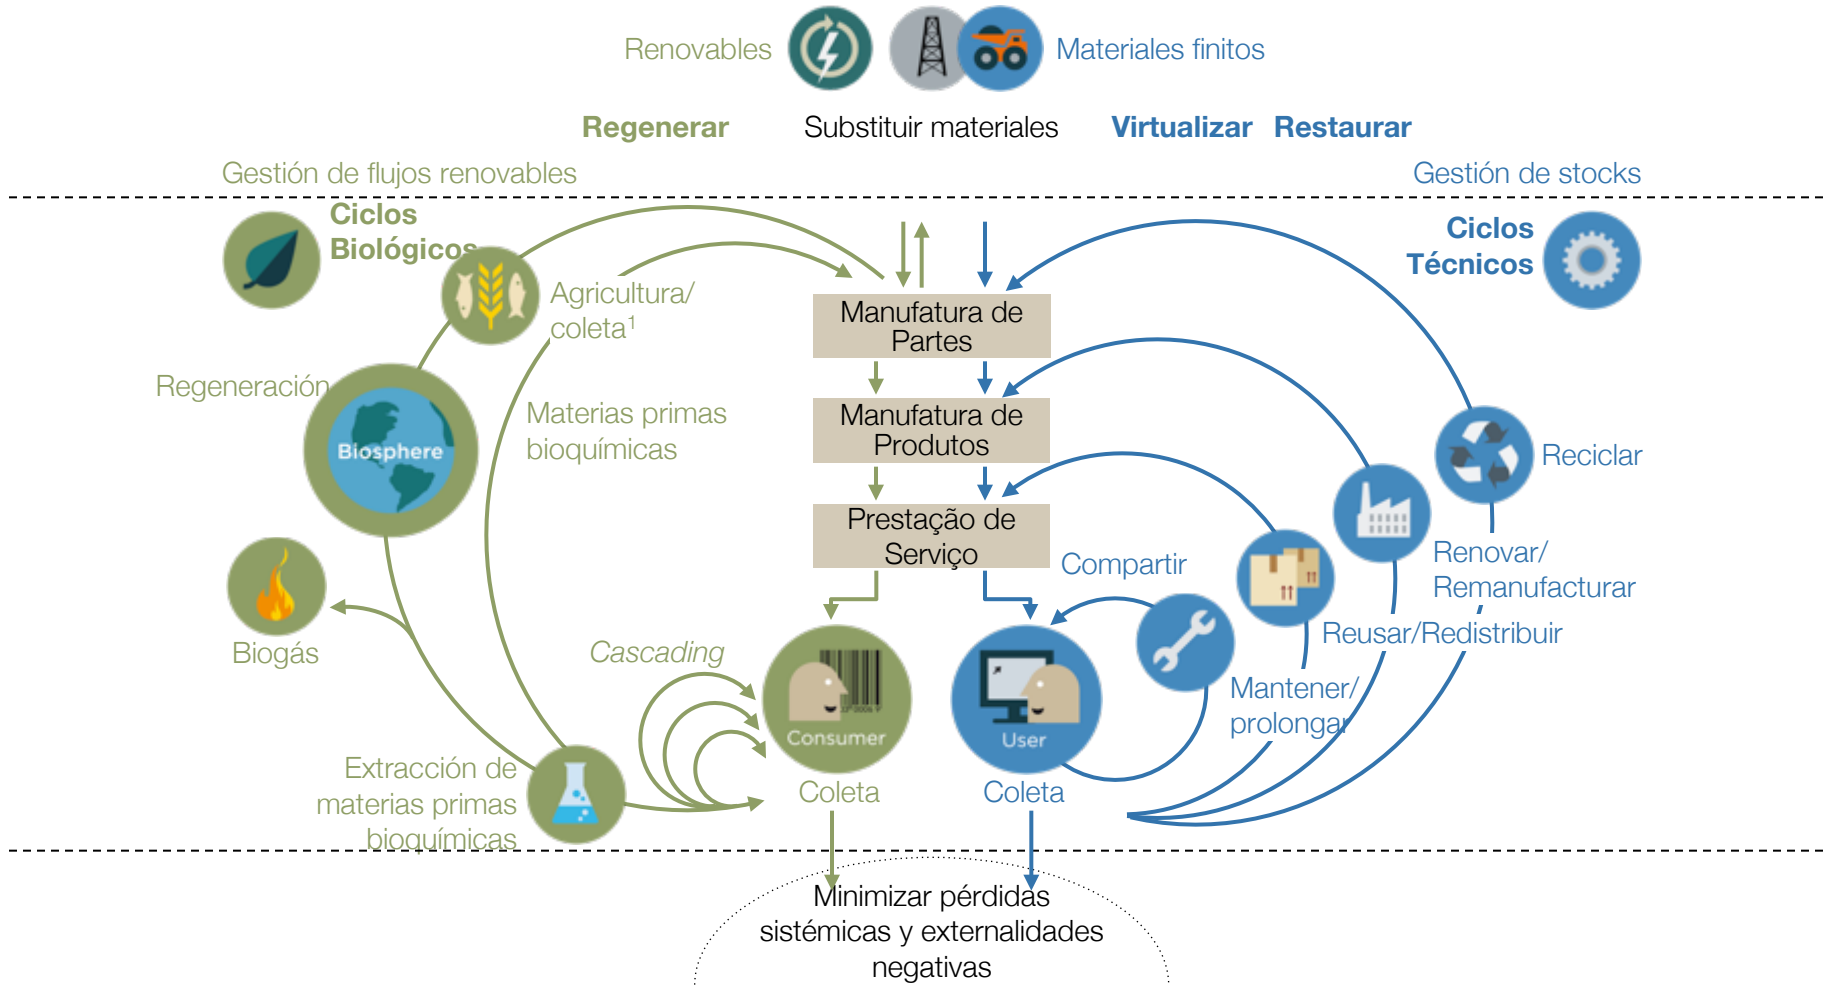 Renovables
Materiales finitos
Regenerar
Substituir materiales
Virtualizar
Restaurar
Gestión de flujos renovables
Gestión de stocks
Ciclos
Biológicos
Ciclos
Técnicos
Agricultura/
coleta¹
Manufatura de
Partes
Regeneración
Biosphere
Materias primas
bioquímicas
Manufatura de
Produtos
Reciclar
Prestação de
Serviço
Compartir
Renovar/
Remanufacturar
Biogás
Cascading
Reusar/Redistribuir
Mantener/
prolongar
Consumer
User
Extracción de
materias primas
bioquímicas
Coleta
Coleta
Minimizar pérdidas
sistémicas y externalidades
negativas